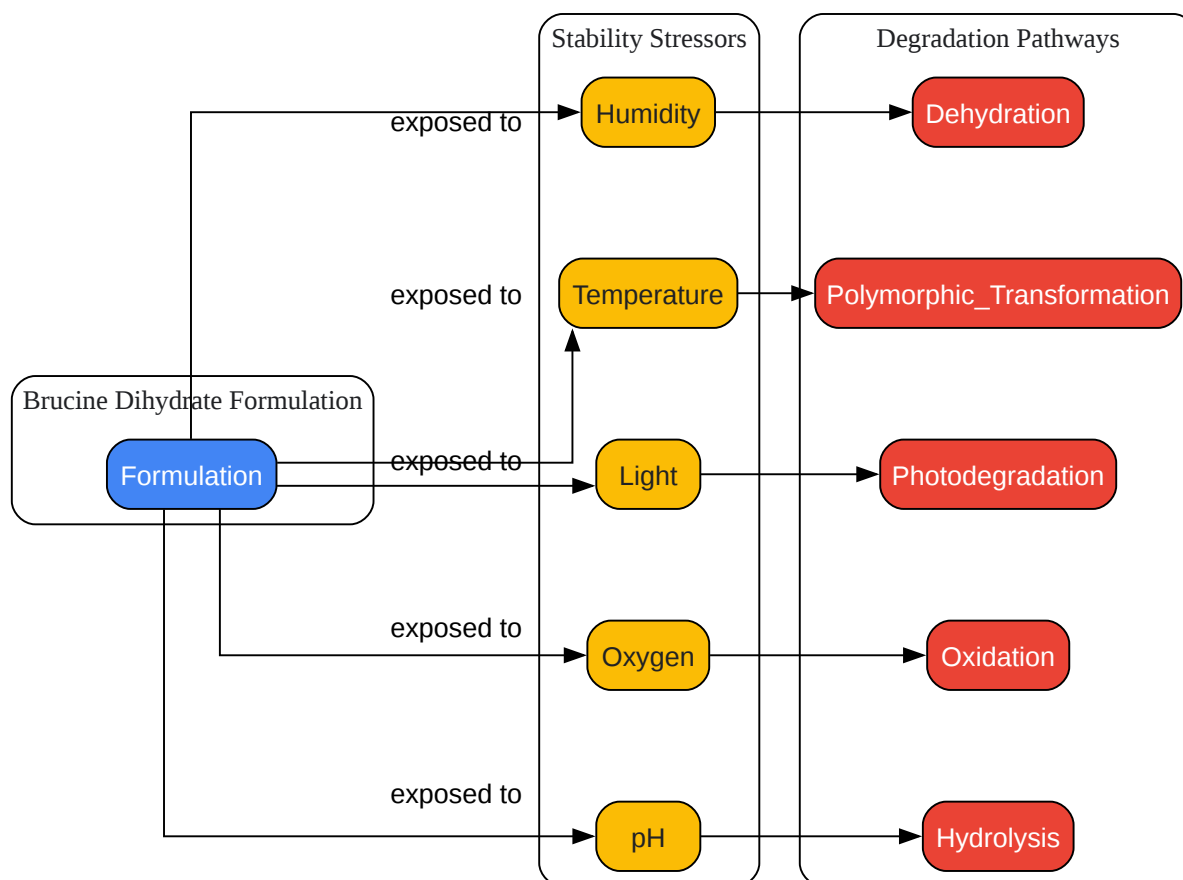 Stability Stressors
Degradation Pathways
Humidity
Dehydration
exposed to
Temperature
Polymorphic_Transformation
exposed to
Brucine Dihydrate Formulation
Formulation
exposed to
Light
Photodegradation
exposed to
Oxygen
Oxidation
exposed to
pH
Hydrolysis